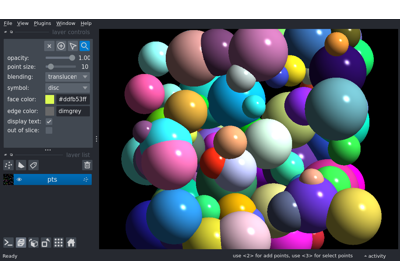 File View Plugins Window Help
layer controls
opacity: 1.00
point size: 10
blending: translucen
symbol: disc
face color: #ddfb53ff
edge color: dimgrey
display text: ✓
out of slice:
layer list
pts
Ready use <2> for add points, use <3> for select points activity